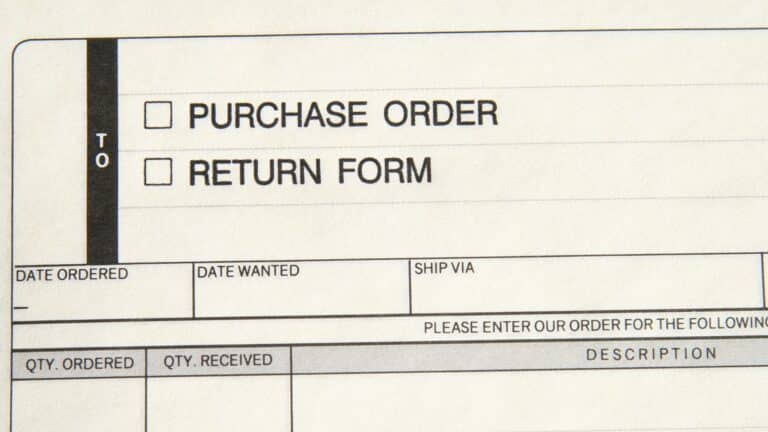 TO
PURCHASE ORDER
RETURN FORM
DATE ORDERED DATE WANTED SHIP VIA
PLEASE ENTER OUR ORDER FOR THE FOLLOWING
QTY. ORDERED QTY. RECEIVED DESCRIPTION